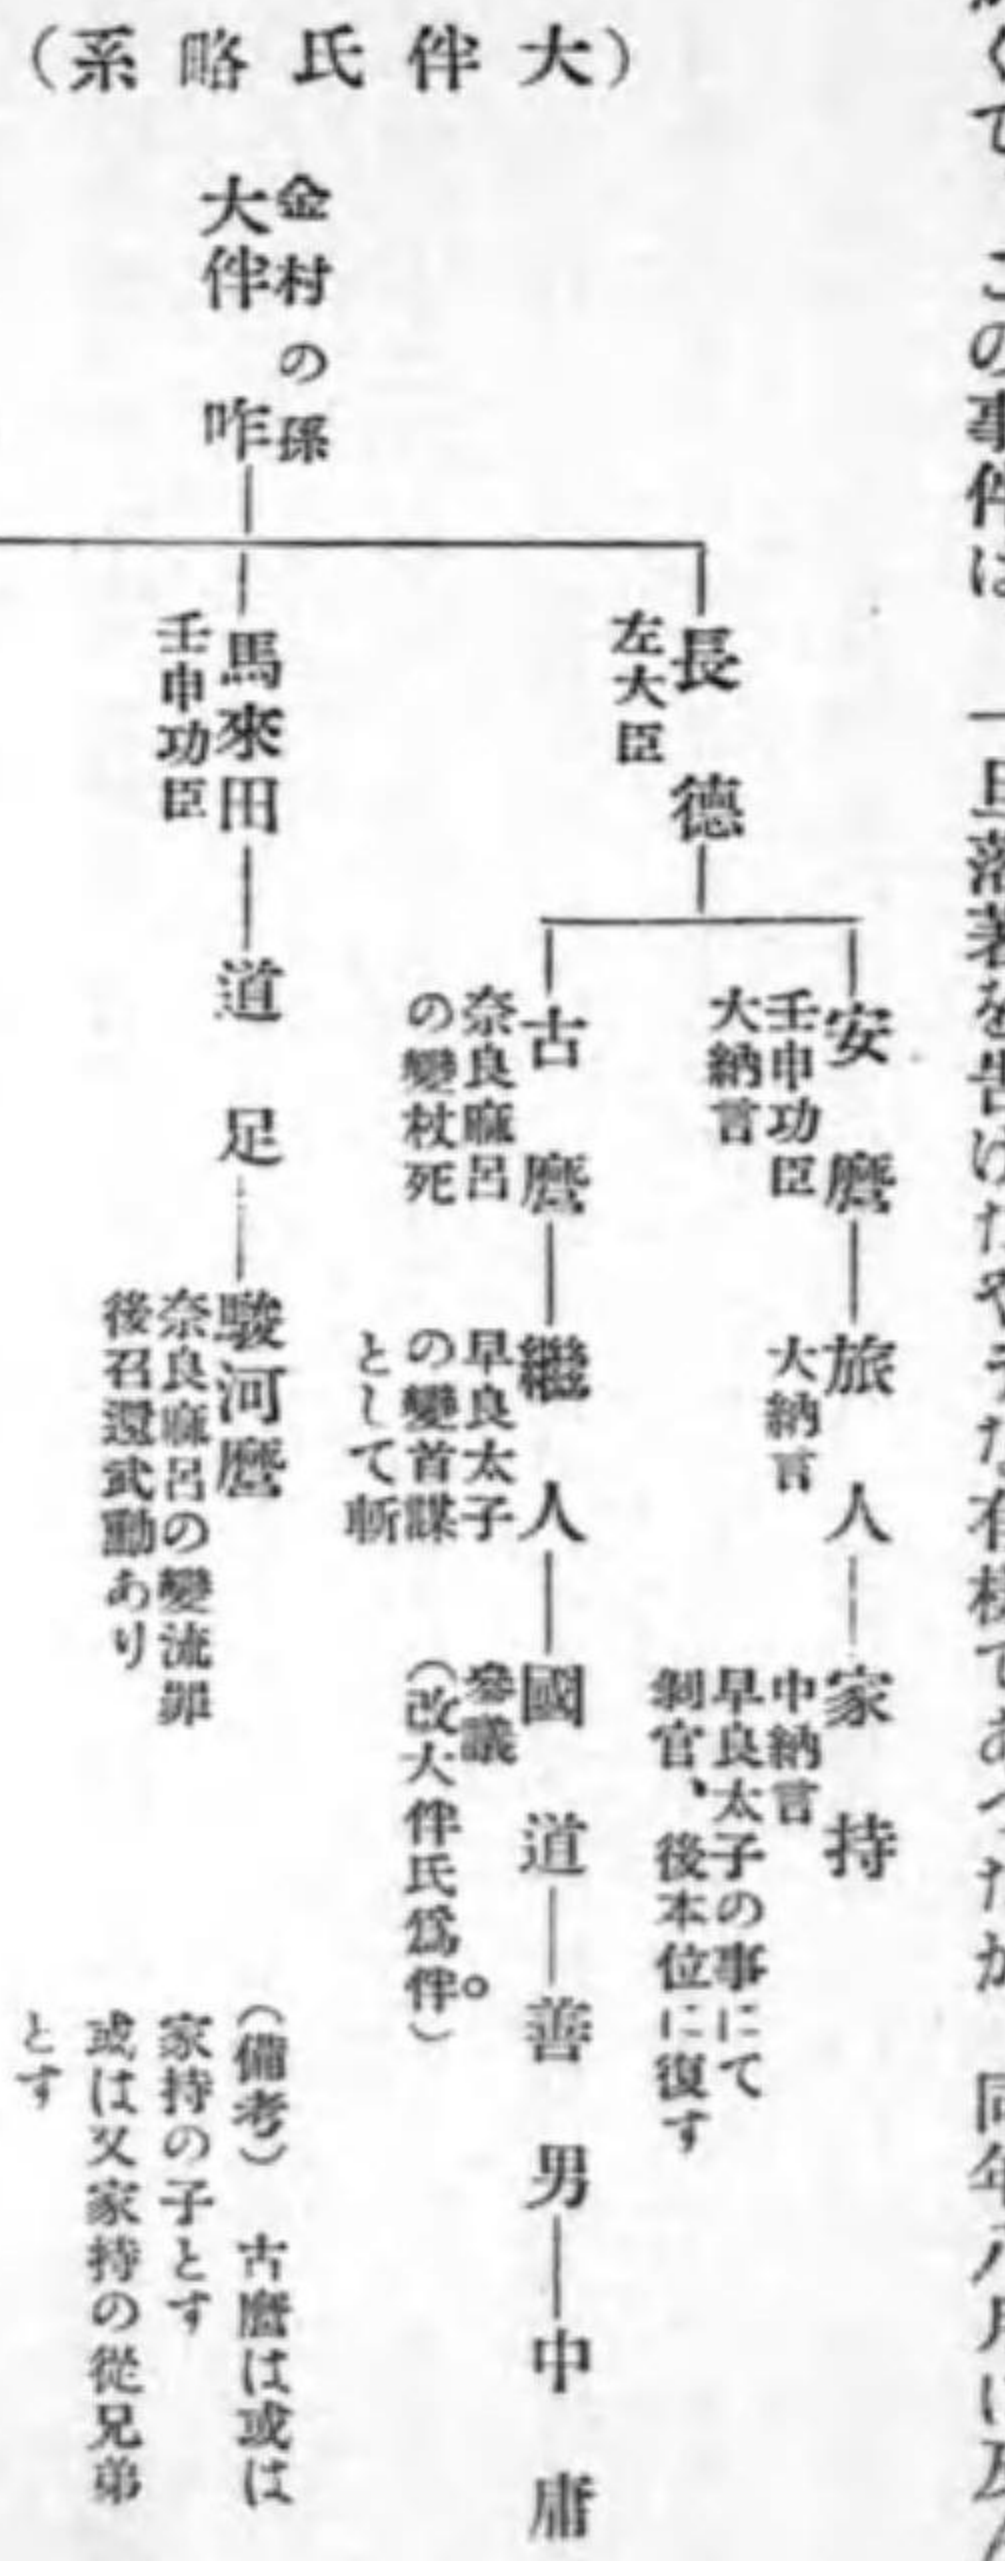 （大伴氏略系
金村の孫
大伴咋
長德
左大臣
安麿
壬申功臣
大納言
旅人
大納言
家持
中納言
早良太子の事にて
剝官、後本位に復す
古麿
奈良麻呂
の變杖死
繼人
早良太子
の變首謀
として斬
國道
參議
（改大伴氏爲伴）。
善男
中庸
馬來田
壬申功臣
道足
駿河麿
奈良麻呂の變流罪
後召還武勳あり
（備考）　古麿は或は
家持の子とす
或は又家持の從兄弟
とす